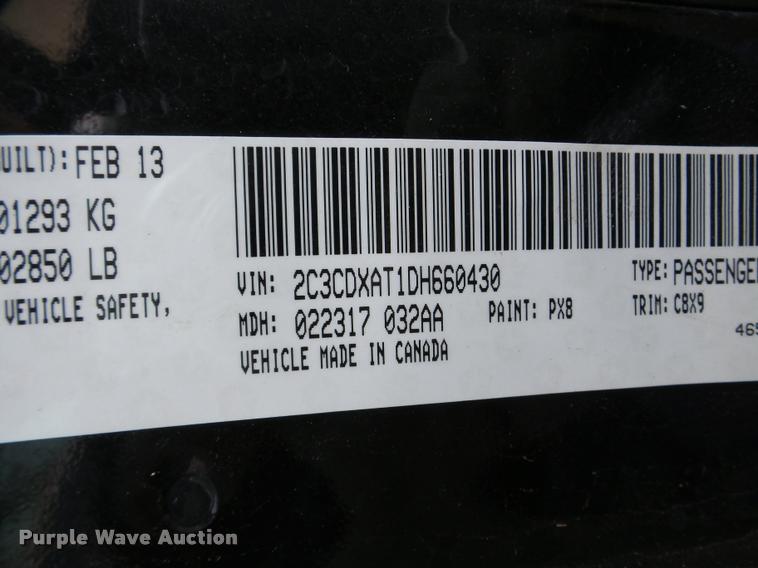 UILT): FEB 13
01293 KG
02850 LB
VEHICLE SAFETY,
VIN: 2C3CDXAT1DH660430
TYPE: PASSENGER
MDH: 022317 032AA
PAINT: PX8
TRIM: C8X9
VEHICLE MADE IN CANADA
465
Purple Wave Auction